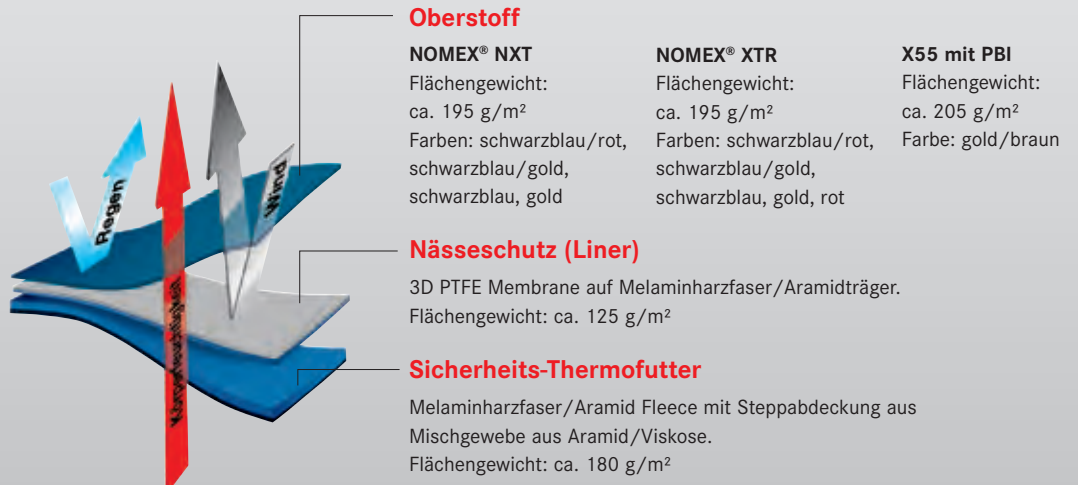 Oberstoff
NOMEX® NXT
Flächengewicht:
ca. 195 g/m²
Farben: schwarzblau/rot,
schwarzblau/gold,
schwarzblau, gold
NOMEX® XTR
Flächengewicht:
ca. 195 g/m²
Farben: schwarzblau/rot,
schwarzblau/gold,
schwarzblau, gold, rot
X55 mit PBI
Flächengewicht:
ca. 205 g/m²
Farbe: gold/braun
Regen
Wind
Körperfeuchtigkeit
Nässeschutz (Liner)
3D PTFE Membrane auf Melaminharzfaser/Aramidträger.
Flächengewicht: ca. 125 g/m²
Sicherheits-Thermofutter
Melaminharzfaser/Aramid Fleece mit Steppabdeckung aus
Mischgewebe aus Aramid/Viskose.
Flächengewicht: ca. 180 g/m²